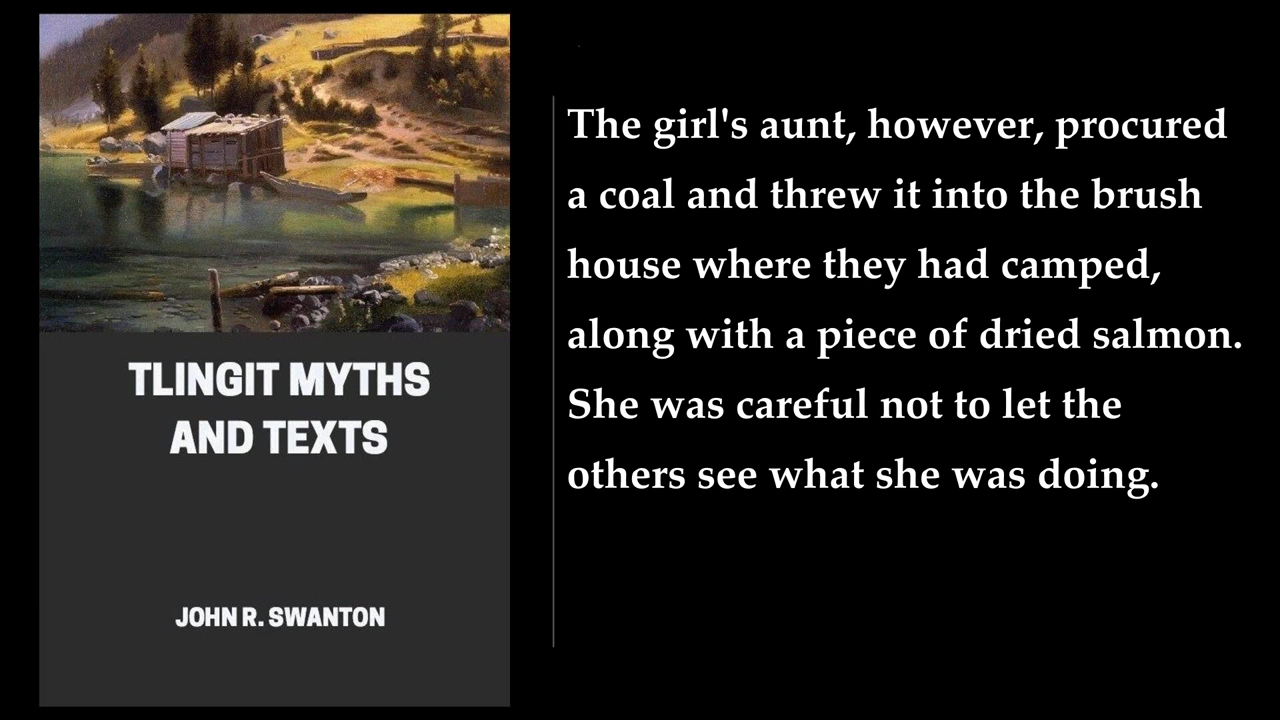 TLINGIT MYTHS
AND TEXTS
JOHN R. SWANTON
The girl's aunt, however, procured
a coal and threw it into the brush
house where they had camped,
along with a piece of dried salmon.
She was careful not to let the
others see what she was doing.